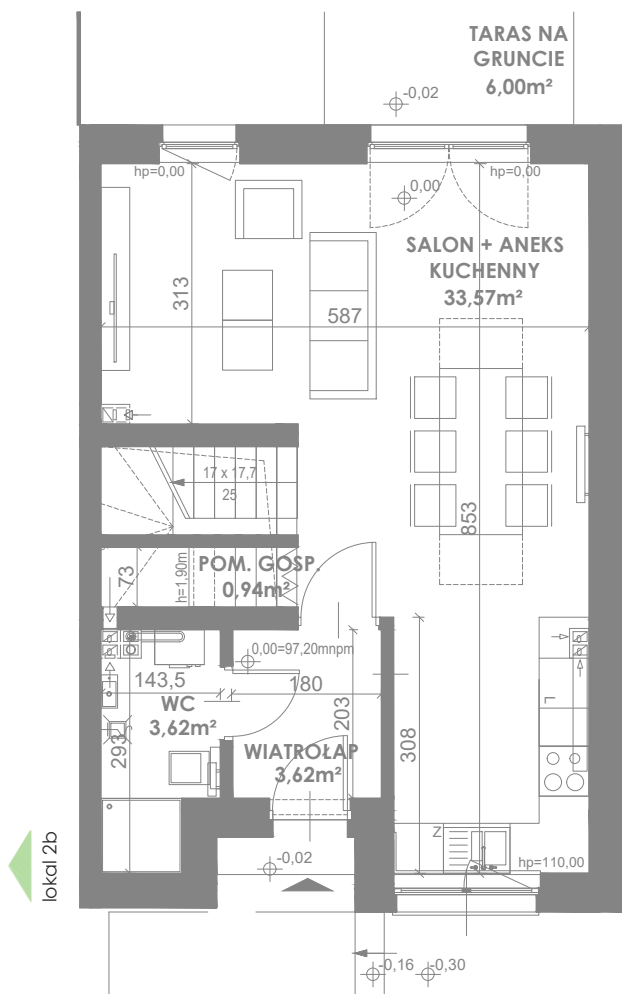 TARAS NA
GRUNCIE
6,00m²
-0,02
hp=0,00
hp=0,00
0,00
SALON + ANEKS
KUCHENNY
33,57m²
313
587
17 x 17,7
25
853
POM. GOSP.
0,94m²
73
h=1,90m
0,00=97,20mnpm
143,5
180
WC
3,62m²
203
308
293
WIATROŁAP
3,62m²
L
Z
hp=110,00
lokal 2b
-0,02
-0,16
-0,30